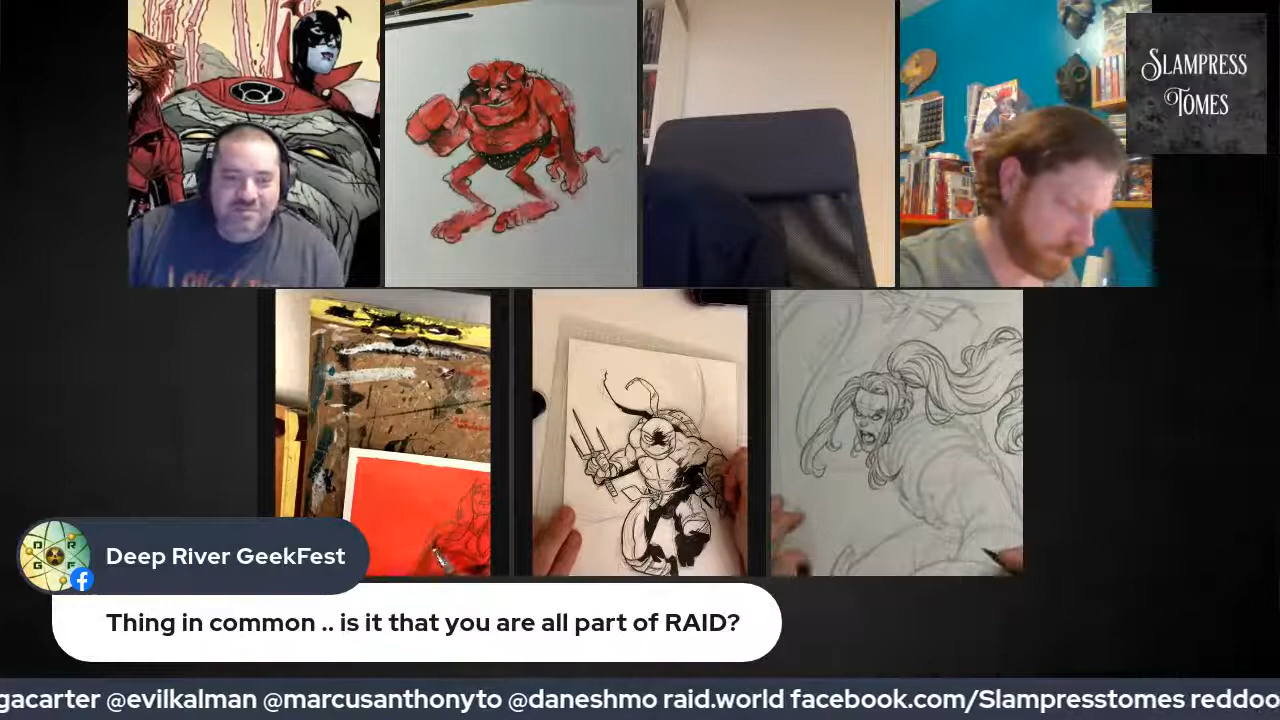 SLAMPRESS
TOMES
D R
G F
Deep River GeekFest
Thing in common .. is it that you are all part of RAID?
gacarter @evilkalman @marcusanthonyto @daneshmo raid.world facebook.com/Slampresstomes reddoo